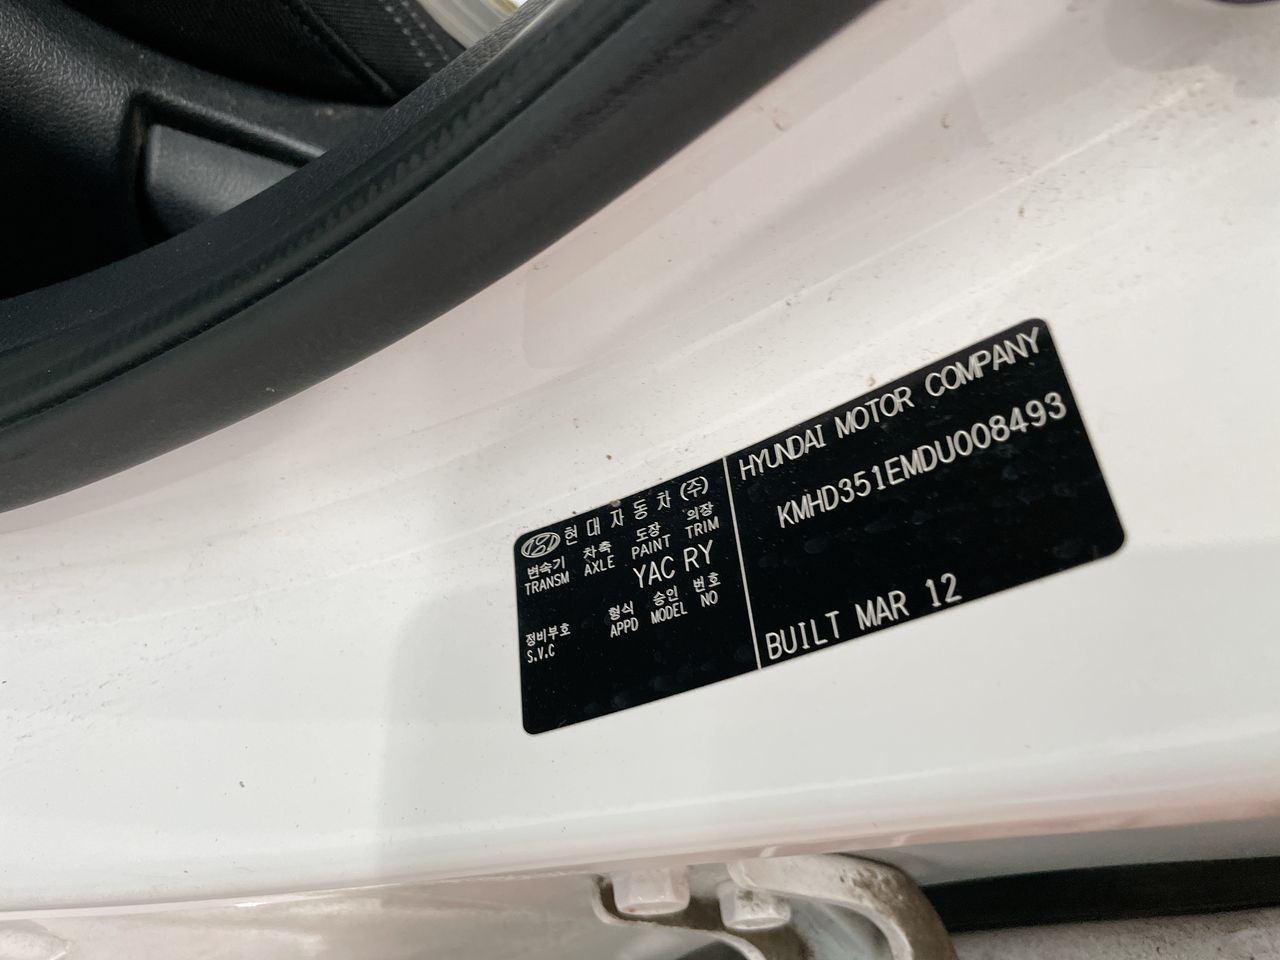 현대자동차(주)
변속기 차축 도장 의장
TRANSM AXLE PAINT TRIM
YAC RY
형식 승인 번호
APPD MODEL NO
정비부호
S.V.C
HYUNDAI MOTOR COMPANY
KMHD351EMDU008493
BUILT MAR 12